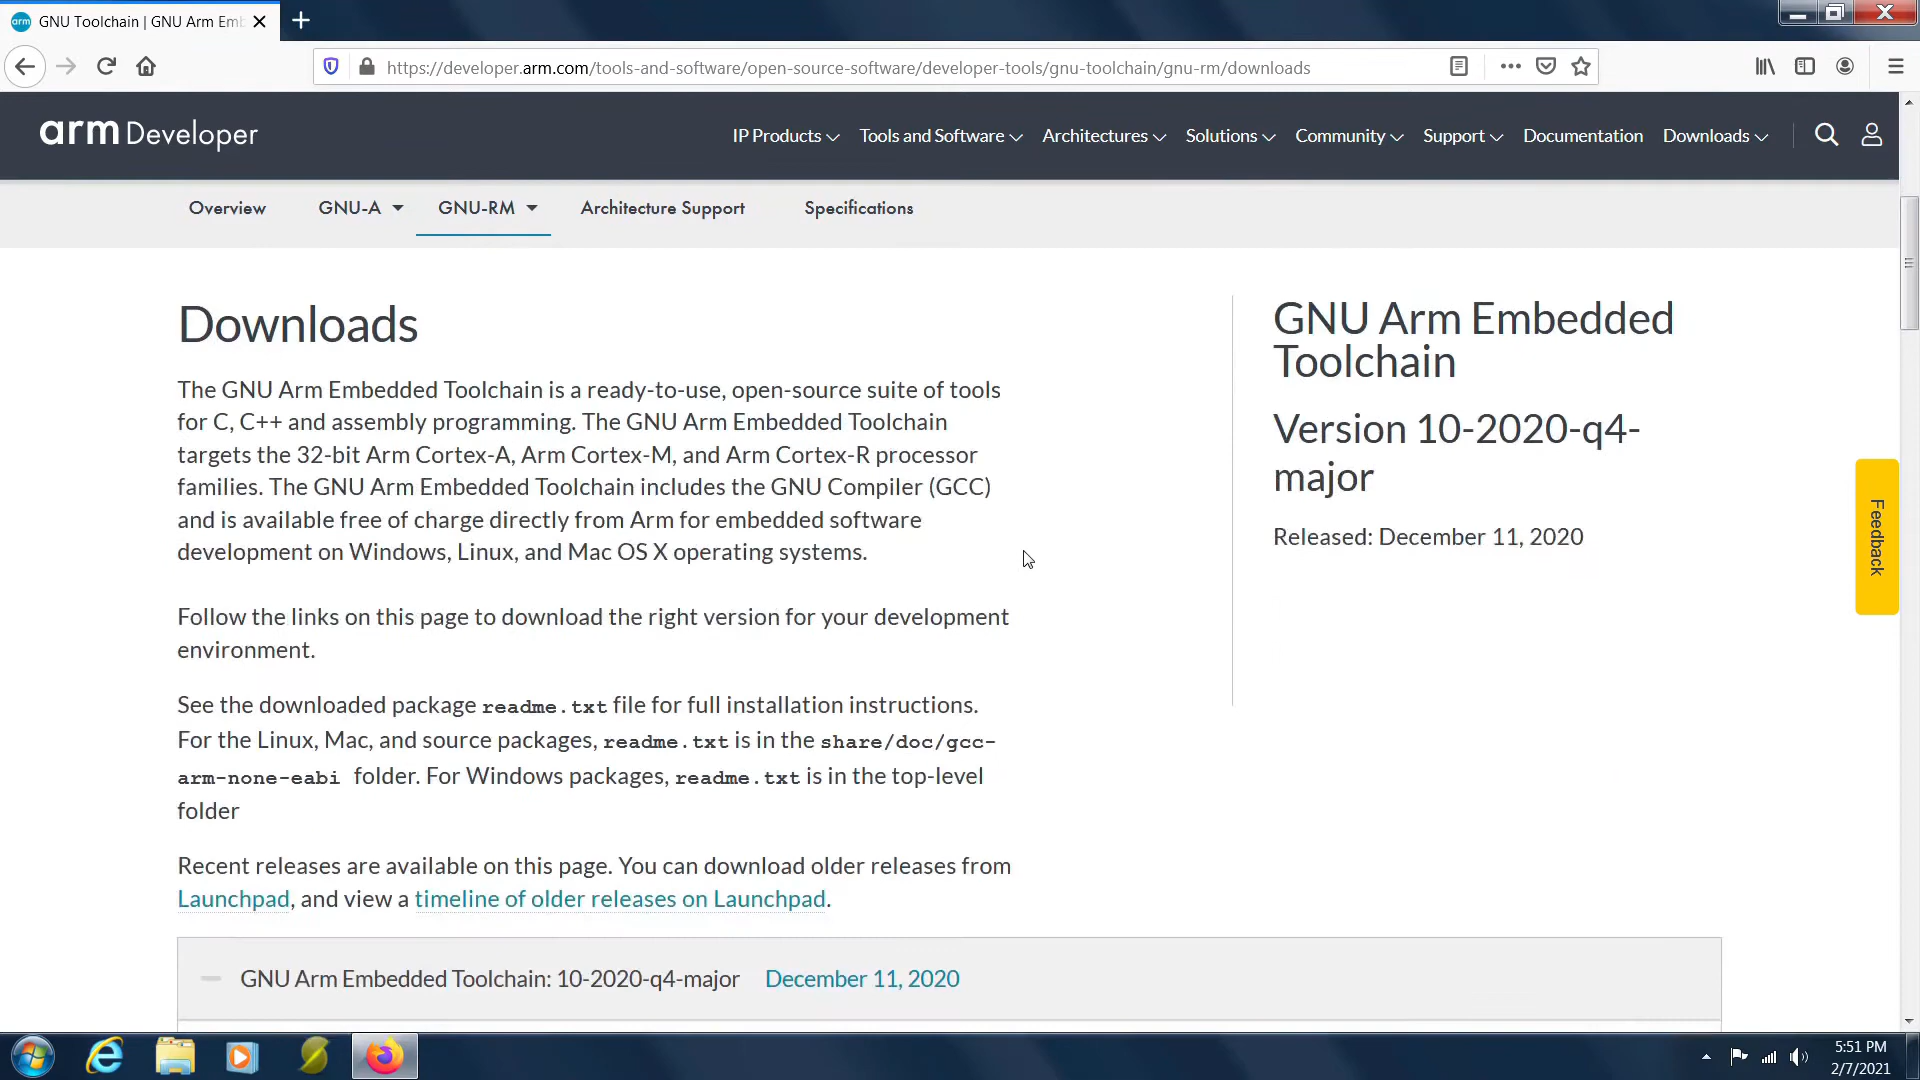 GNU Toolchain | GNU Arm Emb
https://developer.arm.com/tools-and-software/open-source-software/developer-tools/gnu-toolchain/gnu-rm/downloads
arm Developer
IP Products
Tools and Software
Architectures
Solutions
Community
Support
Documentation
Downloads
Overview
GNU-A
GNU-RM
Architecture Support
Specifications
Downloads
The GNU Arm Embedded Toolchain is a ready-to-use, open-source suite of tools
for C, C++ and assembly programming. The GNU Arm Embedded Toolchain
targets the 32-bit Arm Cortex-A, Arm Cortex-M, and Arm Cortex-R processor
families. The GNU Arm Embedded Toolchain includes the GNU Compiler (GCC)
and is available free of charge directly from Arm for embedded software
development on Windows, Linux, and Mac OS X operating systems.
Follow the links on this page to download the right version for your development
environment.
See the downloaded package readme.txt file for full installation instructions.
For the Linux, Mac, and source packages, readme.txt is in the share/doc/gcc-
arm-none-eabi folder. For Windows packages, readme.txt is in the top-level
folder
Recent releases are available on this page. You can download older releases from
Launchpad, and view a timeline of older releases on Launchpad.
GNU Arm Embedded Toolchain: 10-2020-q4-major December 11, 2020
GNU Arm Embedded
Toolchain
Version 10-2020-q4-
major
Released: December 11, 2020
Feedback
5:51 PM
2/7/2021